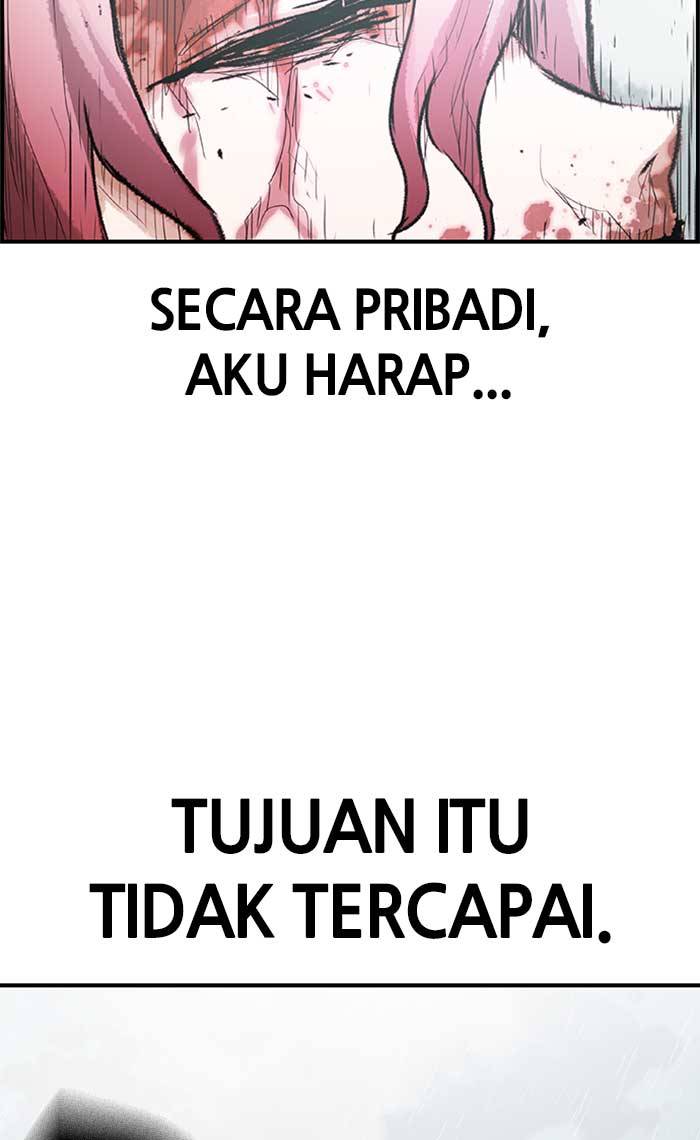 SECARA PRIBADI,
AKU HARAP...
TUJUAN ITU
TIDAK TERCAPAI.